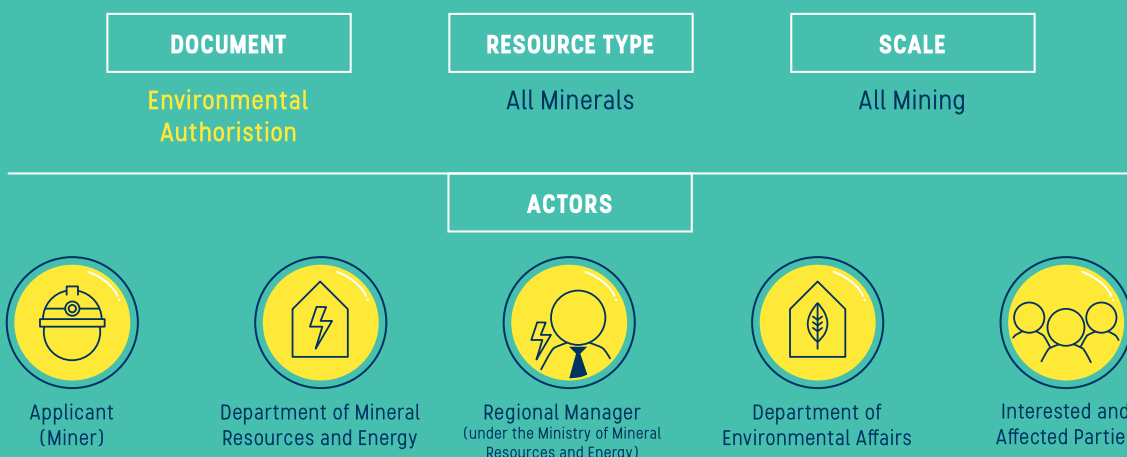 DOCUMENT
RESOURCE TYPE
SCALE
Environmental
Authoristion
All Minerals
All Mining
ACTORS
Applicant
(Miner)
Department of Mineral
Resources and Energy
Regional Manager
(under the Ministry of Mineral
Resources and Energy)
Department of
Environmental Affairs
Interested and
Affected Partie